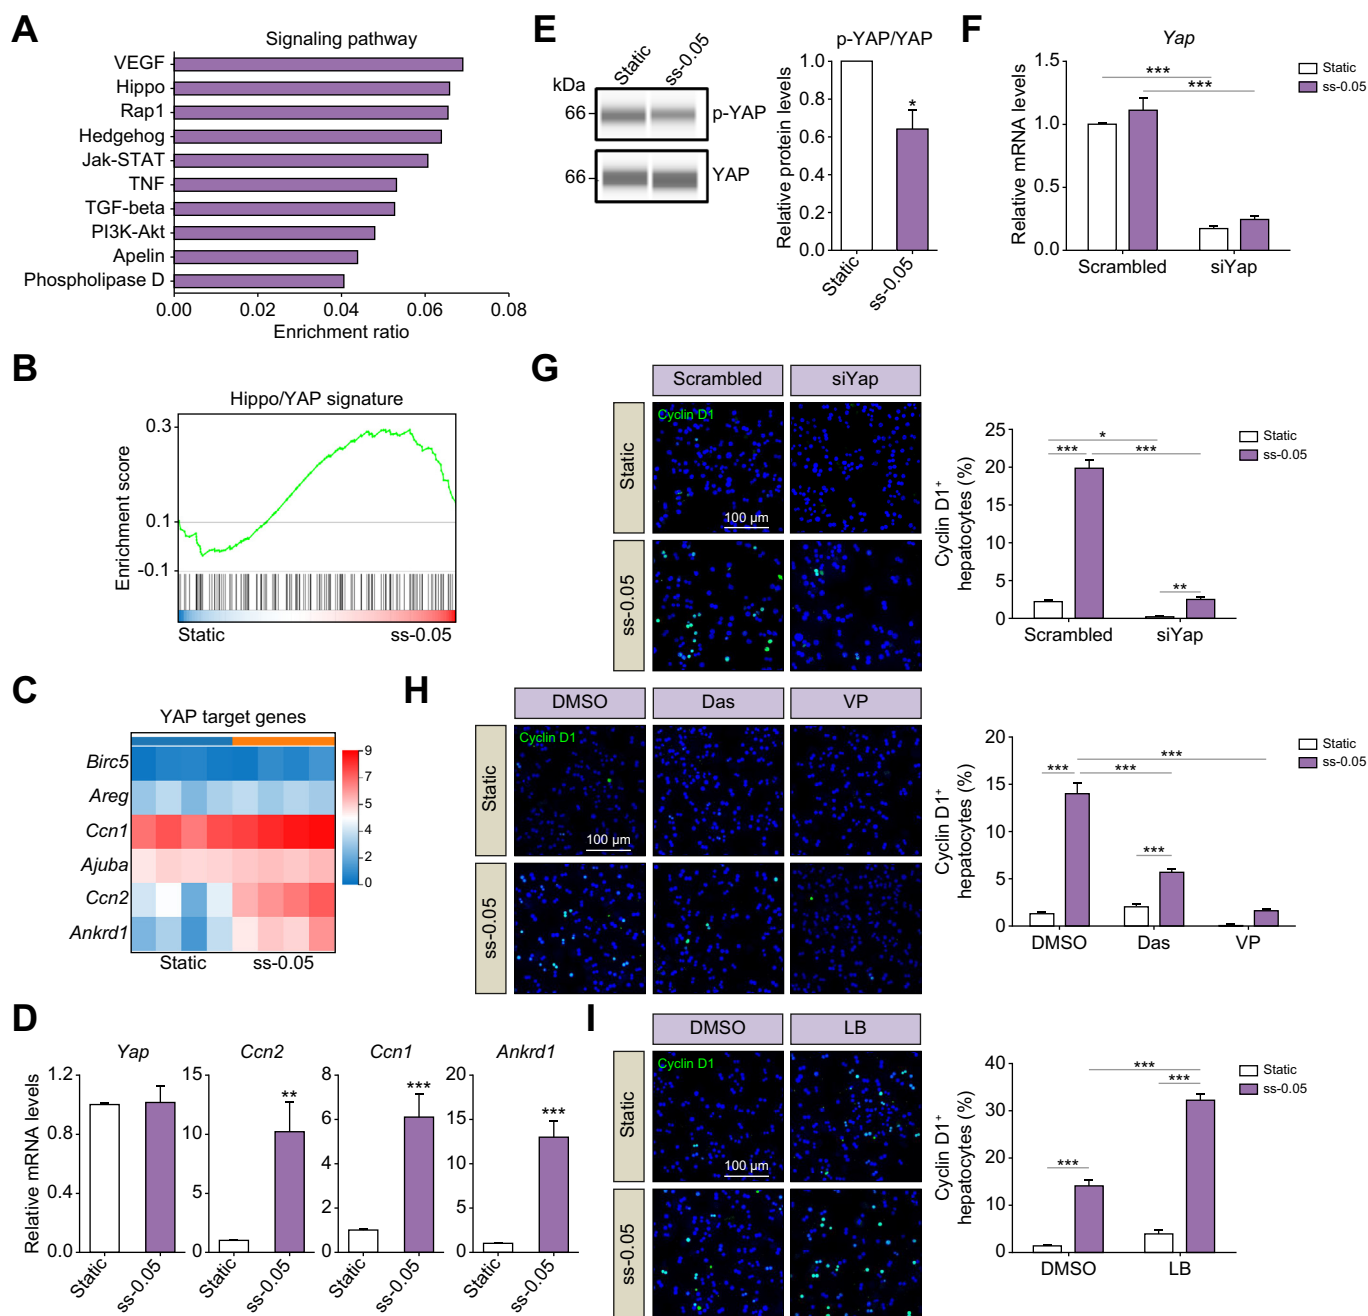 A
Signaling pathway
VEGF
Hippo
Rap1
Hedgehog
Jak-STAT
TNF
TGF-beta
PI3K-Akt
Apelin
Phospholipase D
0.00 0.02 0.04 0.06 0.08
Enrichment ratio
B
Hippo/YAP signature
Enrichment score
0.3
0.1
-0.1
Static ss-0.05
C
YAP target genes
Birc5
Areg
Ccn1
Ajuba
Ccn2
Ankrd1
9
7
5
4
2
0
Static ss-0.05
D
Relative mRNA levels
Yap
1.2
0.8
0.4
0.0
Static ss-0.05
Ccn2
15
10
5
0
**
Static ss-0.05
Ccn1
8
6
4
2
0
***
Static ss-0.05
Ankrd1
20
15
10
5
0
***
Static ss-0.05
E
Static ss-0.05
kDa
66 p-YAP
66 YAP
p-YAP/YAP
Relative protein levels
1.0
0.8
0.6
0.4
0.2
0.0
*
Static ss-0.05
F
Yap
Relative mRNA levels
1.5
1.0
0.5
0.0
***
***
Scrambled siYap
Static
ss-0.05
G
Scrambled siYap
Static
ss-0.05
Cyclin D1
100 µm
Cyclin D1+
hepatocytes (%)
25
20
15
10
5
0
*
*** ***
**
Scrambled siYap
Static
ss-0.05
H
DMSO Das VP
Static
ss-0.05
Cyclin D1
100 µm
Cyclin D1+
hepatocytes (%)
20
15
10
5
0
***
*** ***
***
DMSO Das VP
Static
ss-0.05
I
DMSO LB
Static
ss-0.05
Cyclin D1
100 µm
Cyclin D1+
hepatocytes (%)
40
30
20
10
0
***
***
***
DMSO LB
Static
ss-0.05